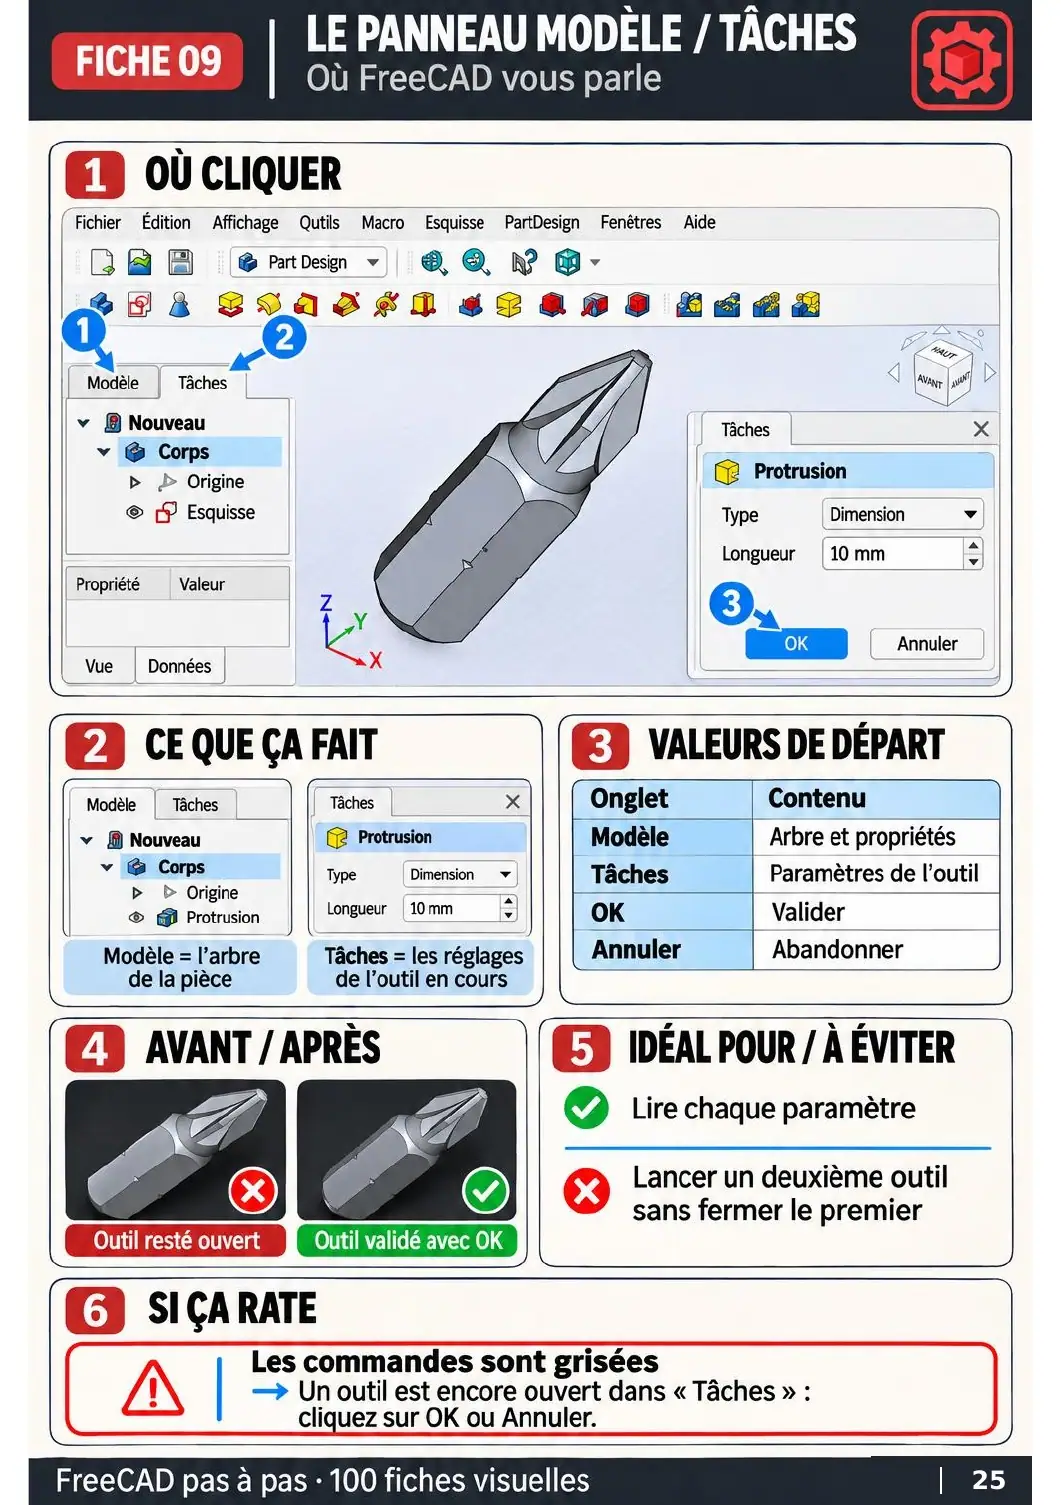 FICHE 09
LE PANNEAU MODÈLE / TÂCHES
Où FreeCAD vous parle
1 OÙ CLIQUER
Fichier Édition Affichage Outils Macro Esquisse PartDesign Fenêtres Aide
Part Design
1
2
Modèle Tâches
Nouveau
Corps
Origine
Esquisse
Propriété Valeur
Vue Données
Z
Y
X
HAUT
AVANT AVANT
Tâches
Protrusion
Type Dimension
Longueur 10 mm
3
OK Annuler
2 CE QUE ÇA FAIT
Modèle Tâches
Nouveau
Corps
Origine
Protrusion
Modèle = l’arbre
de la pièce
Tâches
Protrusion
Type Dimension
Longueur 10 mm
Tâches = les réglages
de l’outil en cours
3 VALEURS DE DÉPART
Onglet Contenu
Modèle Arbre et propriétés
Tâches Paramètres de l’outil
OK Valider
Annuler Abandonner
4 AVANT / APRÈS
Outil resté ouvert
Outil validé avec OK
5 IDÉAL POUR / À ÉVITER
Lire chaque paramètre
Lancer un deuxième outil
sans fermer le premier
6 SI ÇA RATE
Les commandes sont grisées
→ Un outil est encore ouvert dans « Tâches » :
cliquez sur OK ou Annuler.
FreeCAD pas à pas · 100 fiches visuelles | 25